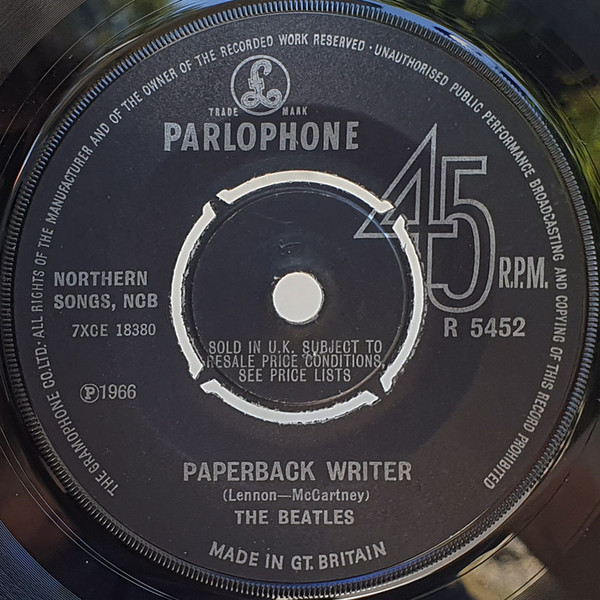 THE GRAMOPHONE CO.LTD. · ALL RIGHTS OF THE MANUFACTURER AND OF THE OWNER OF THE RECORDED WORK RESERVED · UNAUTHORISED PUBLIC PERFORMANCE BROADCASTING AND COPYING OF THIS RECORD PROHIBITED
£
TRADE MARK
PARLOPHONE
45
R.P.M.
NORTHERN
SONGS, NCB
7XCE 18380
R 5452
SOLD IN U.K. SUBJECT TO
RESALE PRICE CONDITIONS,
SEE PRICE LISTS
Ⓟ1966
PAPERBACK WRITER
(Lennon—McCartney)
THE BEATLES
MADE IN GT. BRITAIN